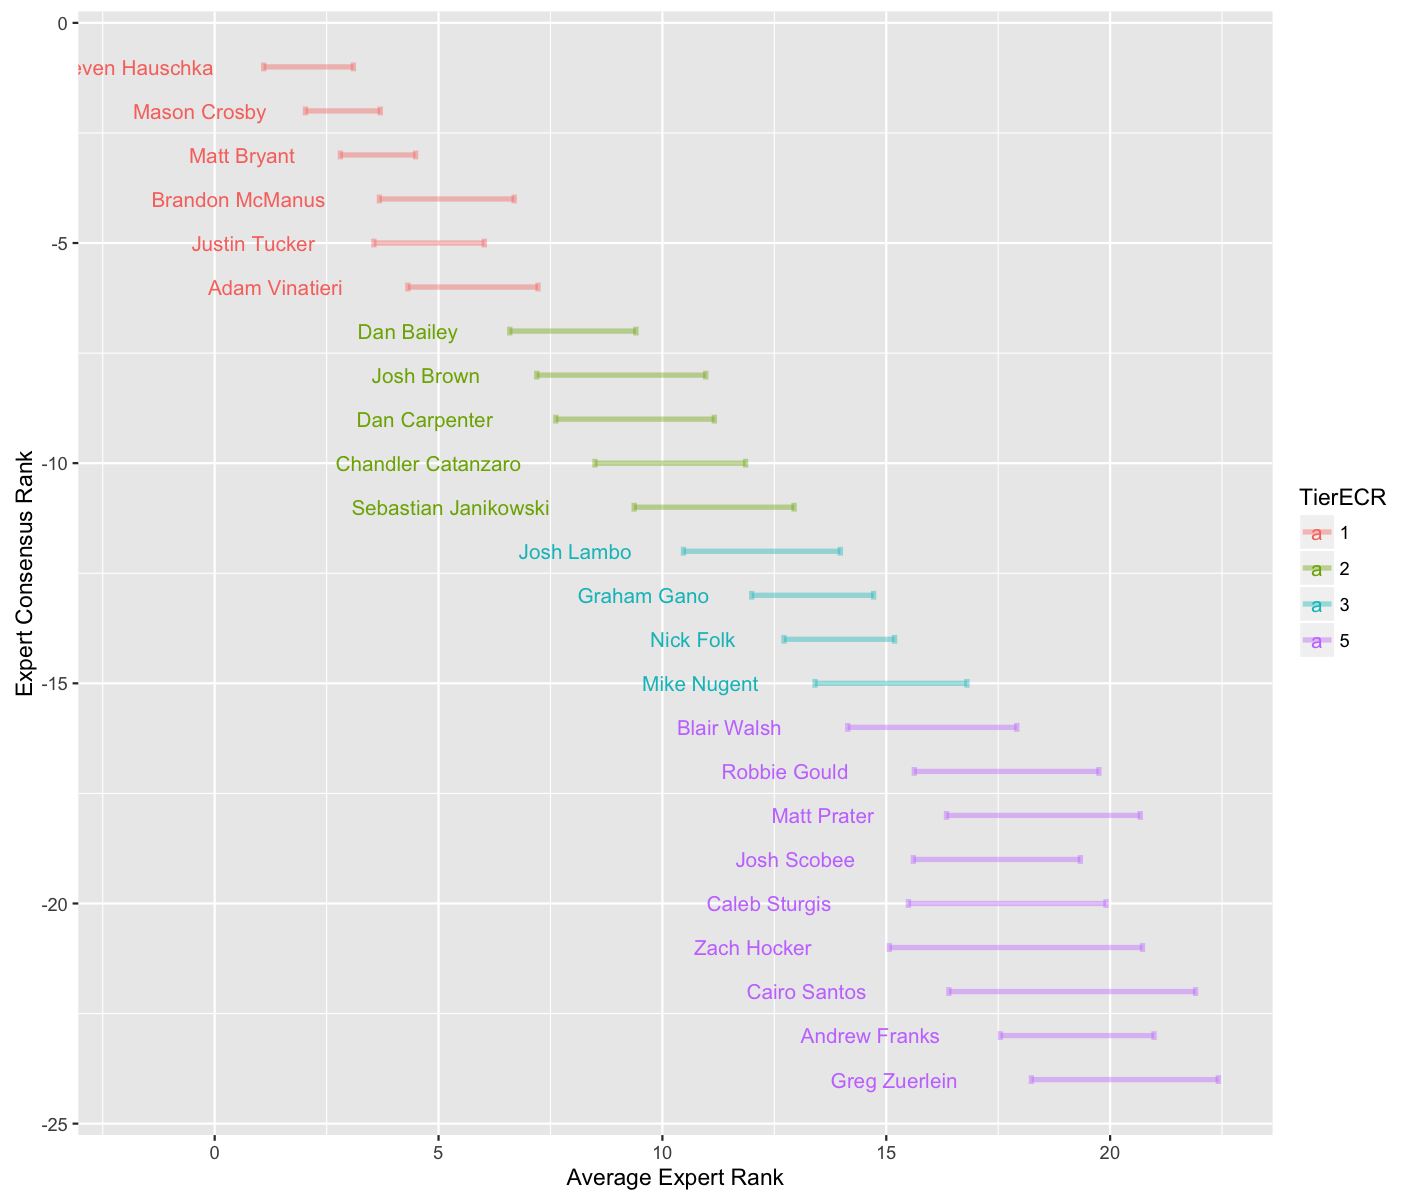 0
even Hauschka
Mason Crosby
Matt Bryant
Brandon McManus
Justin Tucker
-5
Adam Vinatieri
Dan Bailey
Josh Brown
Dan Carpenter
Chandler Catanzaro
-10
Sebastian Janikowski
Josh Lambo
Graham Gano
Nick Folk
Mike Nugent
-15
Blair Walsh
Robbie Gould
Matt Prater
Josh Scobee
Caleb Sturgis
-20
Zach Hocker
Cairo Santos
Andrew Franks
Greg Zuerlein
-25
Expert Consensus Rank
0 5 10 15 20
Average Expert Rank
TierECR
a 1
a 2
a 3
a 5